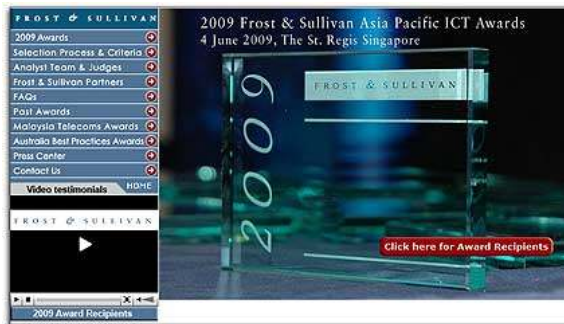 FROST & SULLIVAN
2009 Awards
Selection Process & Criteria
Analyst Team & Judges
Frost & Sullivan Partners
FAQs
Past Awards
Malaysia Telecoms Awards
Australia Best Practices Awards
Press Center
Contact Us
Video testimonials
HOME
FROST & SULLIVAN
2009 Award Recipients
2009 Frost & Sullivan Asia Pacific ICT Awards
4 June 2009, The St. Regis Singapore
FROST & SULLIVAN
2009
Click here for Award Recipients